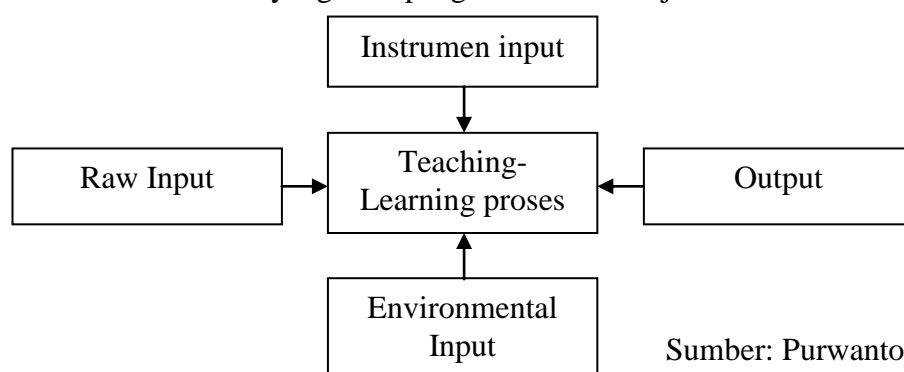 Instrumen input
Raw Input
Teaching-
Learning proses
Output
Environmental
Input
Sumber: Purwanto